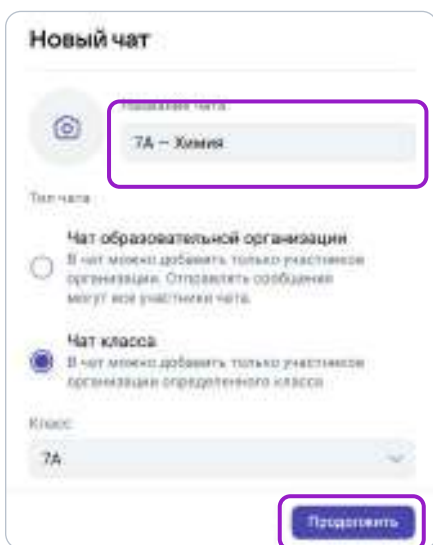 Новый чат
Название чата
7А – Химия
Тип чата
Чат образовательной организации
В чат можно добавить только участников
организации. Отправлять сообщения
могут все участники чата.
Чат класса
В чат можно добавить только участников
организации определенного класса
Класс
7А
Продолжить